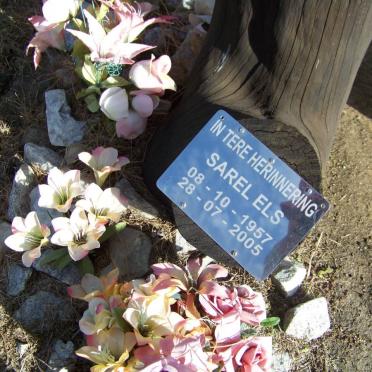 IN TERE HERINNERING
SAREL ELS
08 - 10 - 1957
28 - 07 - 2005